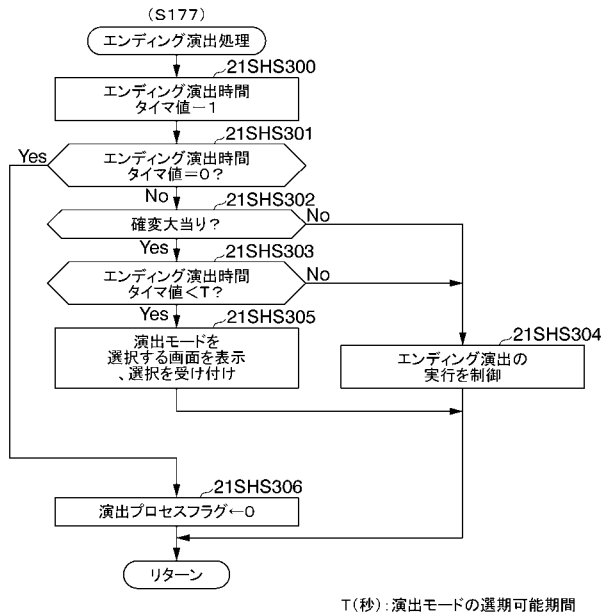 (S177)
エンディング演出処理
21SHS300
エンディング演出時間
タイマ値－1
21SHS301
エンディング演出時間
タイマ値＝0?
Yes
No
21SHS302
確変大当り?
No
Yes
21SHS303
エンディング演出時間
タイマ値＜T?
No
Yes
21SHS305
演出モードを
選択する画面を表示
、選択を受け付け
21SHS304
エンディング演出の
実行を制御
21SHS306
演出プロセスフラグ←0
リターン
T(秒):演出モードの選期可能期間